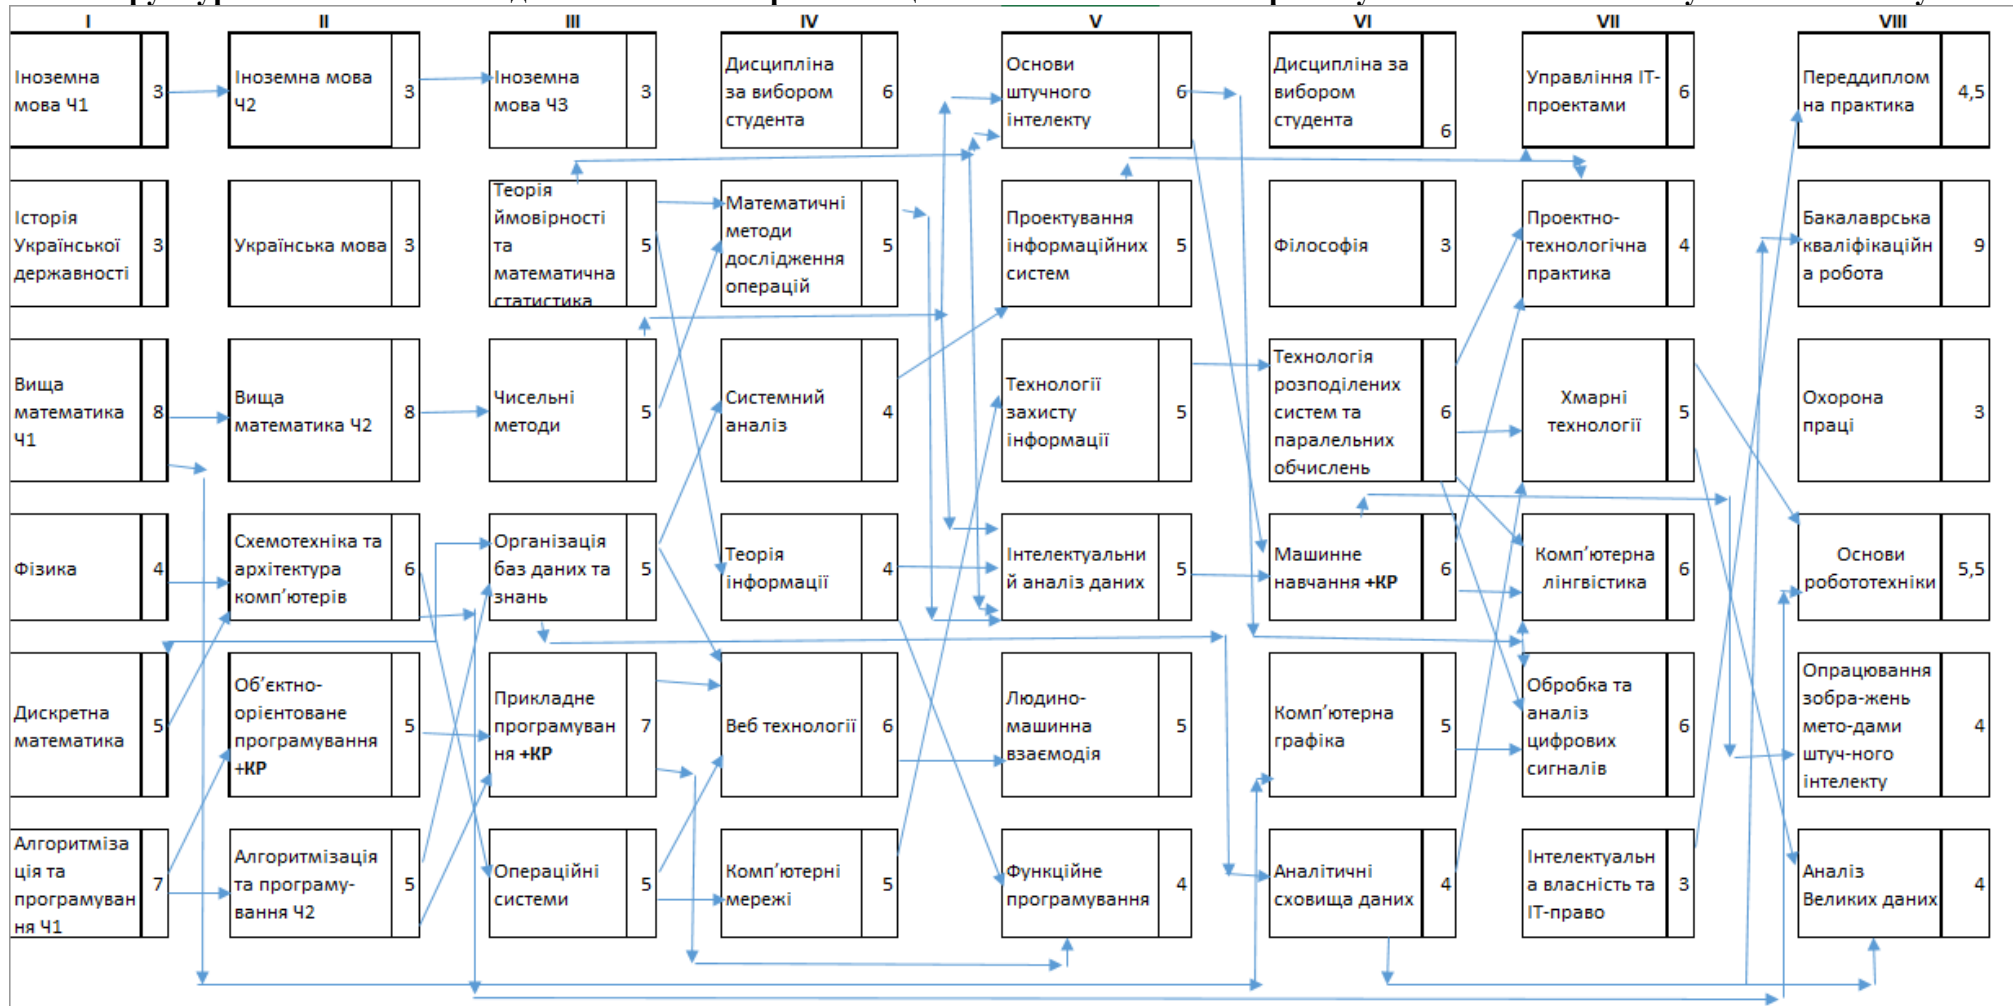 I II III IV V VI VII VIII
Іноземна
мова Ч1
3
Іноземна мова
Ч2
3
Іноземна
мова Ч3
3
Дисципліна
за вибором
студента
6
Основи
штучного
інтелекту
6
Дисципліна за
вибором
студента
6
Управління ІТ-
проектами
6
Переддиплом
на практика
4,5
Історія
Української
державності
3
Українська мова
3
Теорія
ймовірності
та
математична
статистика
5
Математичні
методи
дослідження
операцій
5
Проектування
інформаційних
систем
5
Філософія
3
Проектно-
технологічна
практика
4
Бакалаврська
кваліфікаційн
а робота
9
Вища
математика
Ч1
8
Вища
математика Ч2
8
Чисельні
методи
5
Системний
аналіз
4
Технології
захисту
інформації
5
Технологія
розподілених
систем та
паралельних
обчислень
6
Хмарні
технології
5
Охорона
праці
3
Фізика
4
Схемотехніка та
архітектура
комп’ютерів
6
Організація
баз даних та
знань
5
Теорія
інформації
4
Інтелектуальни
й аналіз даних
5
Машинне
навчання +КР
6
Комп’ютерна
лінгвістика
6
Основи
робототехніки
5,5
Дискретна
математика
5
Об’єктно-
орієнтоване
програмування
+КР
5
Прикладне
програмуван
ня +КР
7
Веб технології
6
Людино-
машинна
взаємодія
5
Комп’ютерна
графіка
5
Обробка та
аналіз
цифрових
сигналів
6
Опрацювання
зобра-жень
мето-дами
штуч-ного
інтелекту
4
Алгоритміза
ція та
програмуван
ня Ч1
7
Алгоритмізація
та програму-
вання Ч2
5
Операційні
системи
5
Комп’ютерні
мережі
5
Функційне
програмування
4
Аналітичні
сховища даних
4
Інтелектуальн
а власність та
ІТ-право
3
Аналіз
Великих даних
4